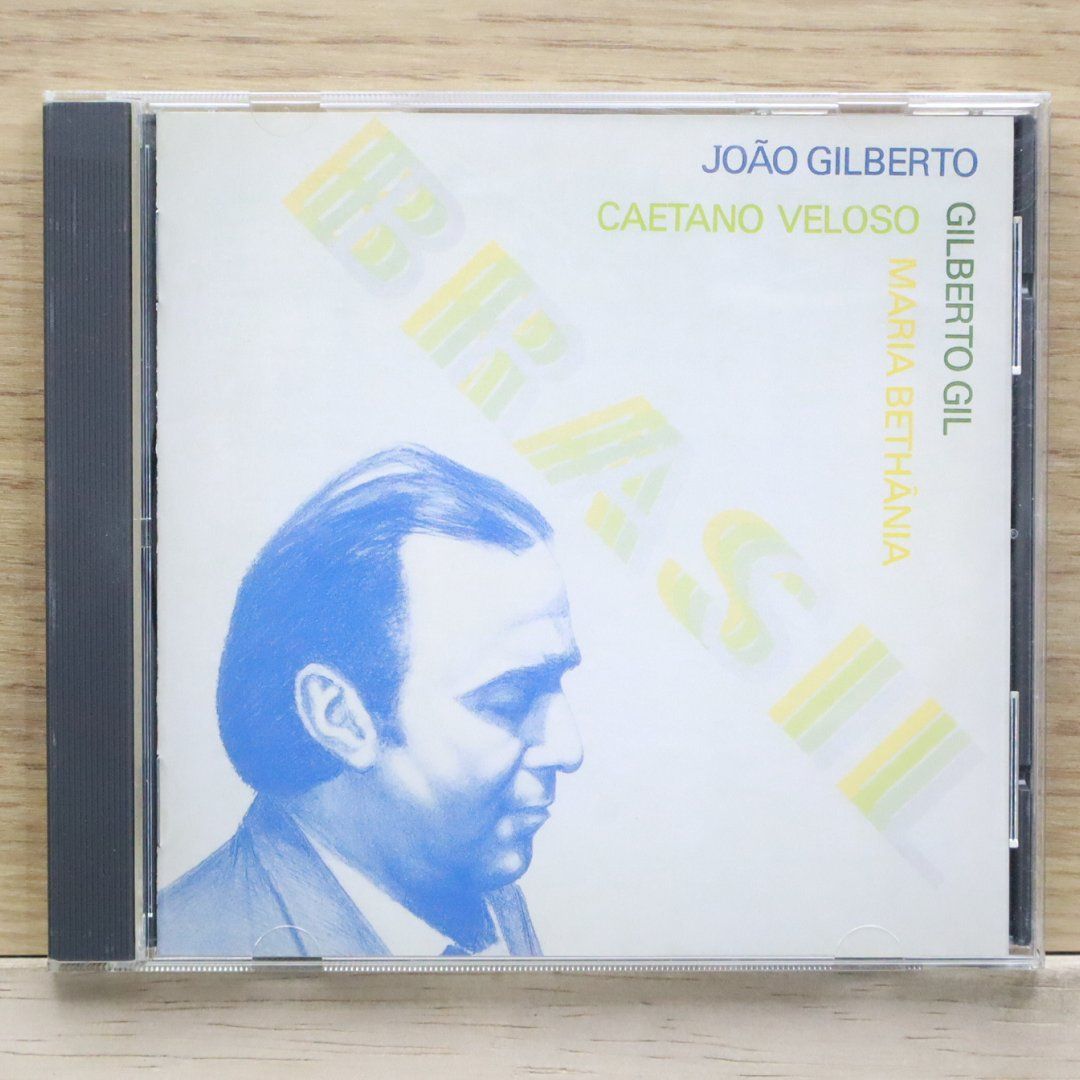 JOÃO GILBERTO
CAETANO VELOSO
GILBERTO GIL
MARIA BETHÂNIA
BRASIL